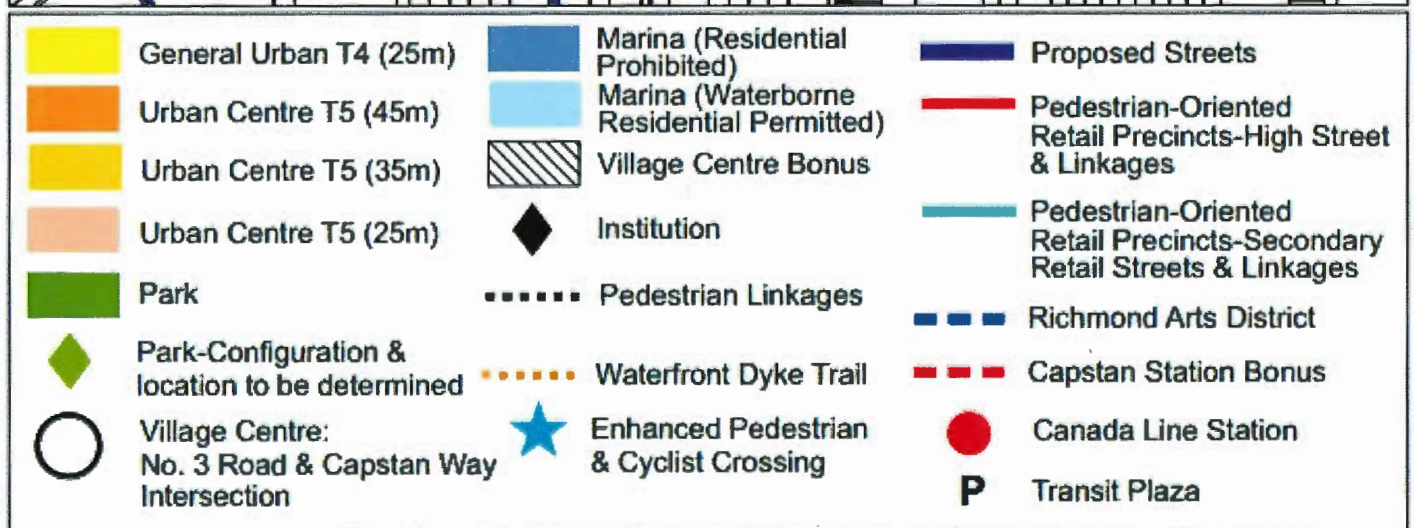 General Urban T4 (25m)
Urban Centre T5 (45m)
Urban Centre T5 (35m)
Urban Centre T5 (25m)
Park
Park-Configuration &
location to be determined
Village Centre:
No. 3 Road & Capstan Way
Intersection
Marina (Residential
Prohibited)
Marina (Waterborne
Residential Permitted)
Village Centre Bonus
Institution
Pedestrian Linkages
Waterfront Dyke Trail
Enhanced Pedestrian
& Cyclist Crossing
Proposed Streets
Pedestrian-Oriented
Retail Precincts-High Street
& Linkages
Pedestrian-Oriented
Retail Precincts-Secondary
Retail Streets & Linkages
Richmond Arts District
Capstan Station Bonus
Canada Line Station
P Transit Plaza